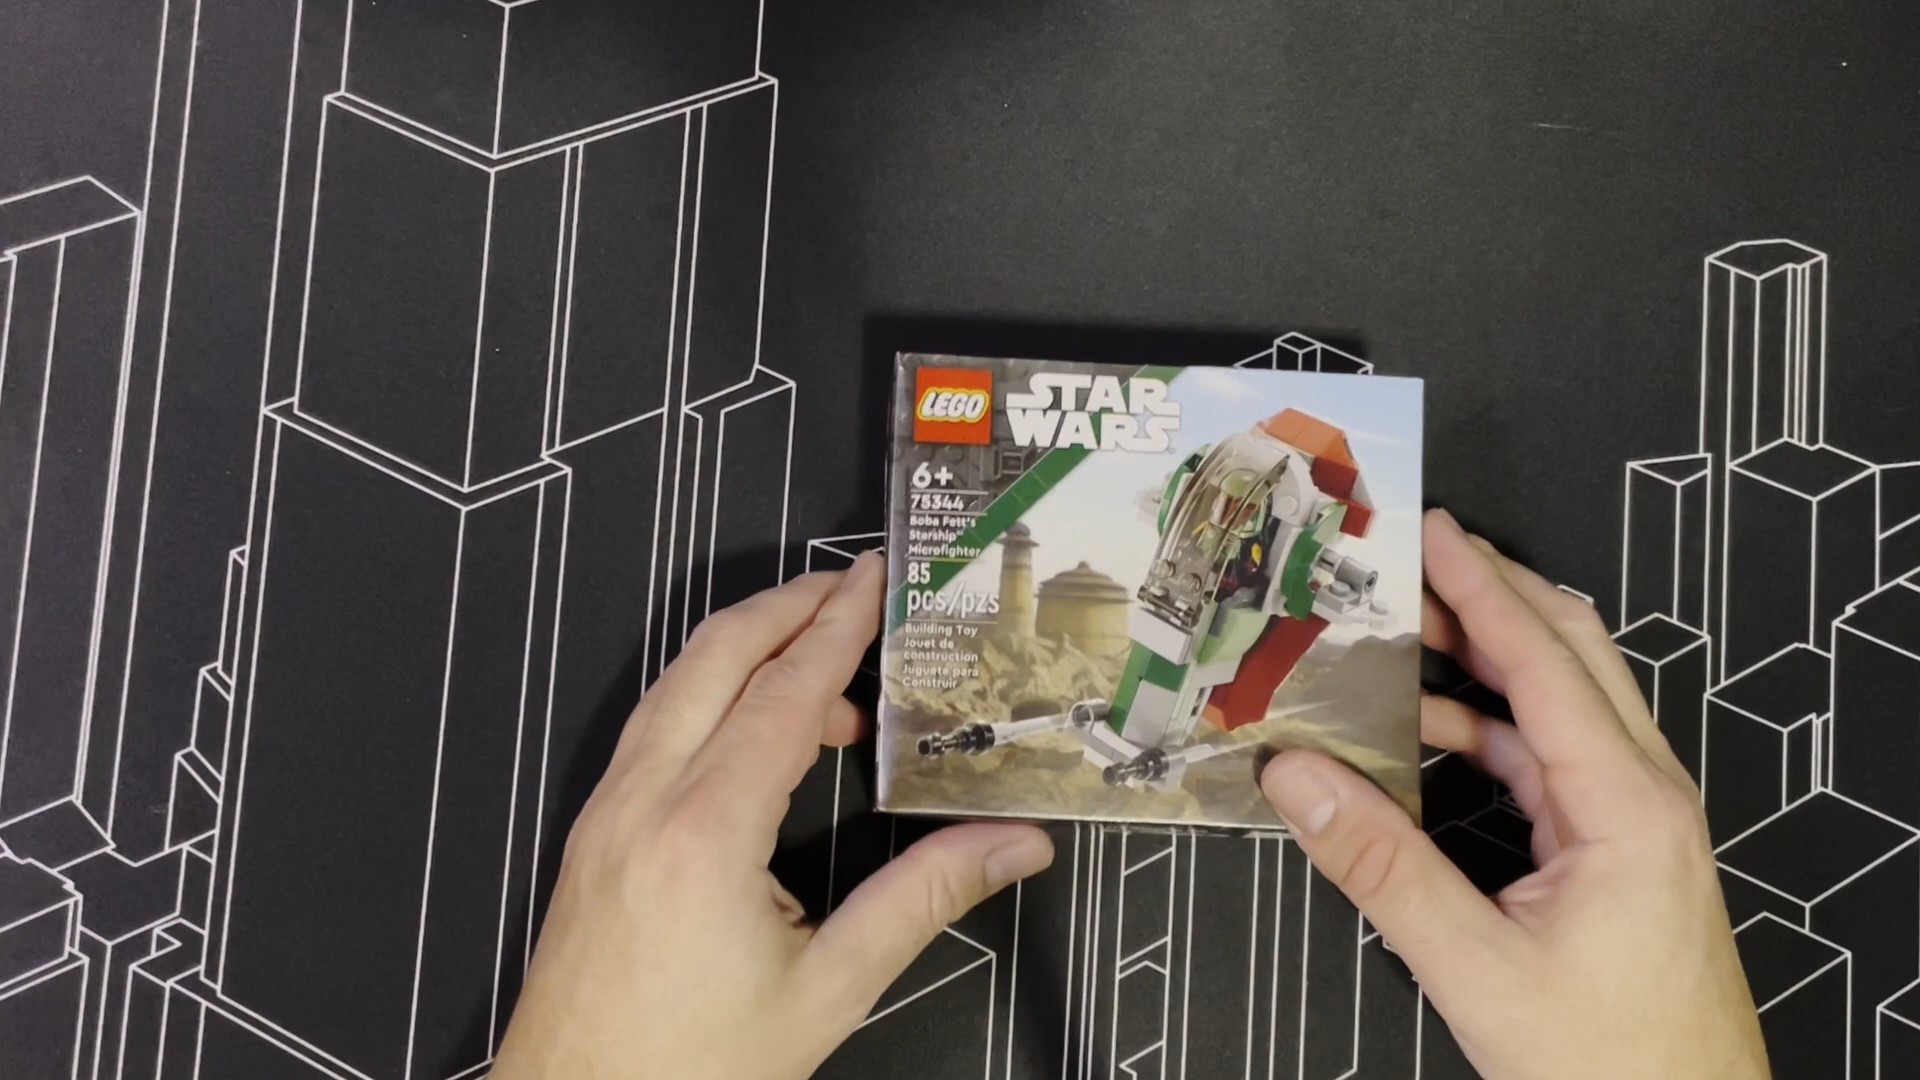 LEGO
STAR
WARS
6+
75344
Boba Fett's
Starship™
Microfighter
85
pcs/pzs
Building Toy
Jouet de
construction
Juguete para
Construir